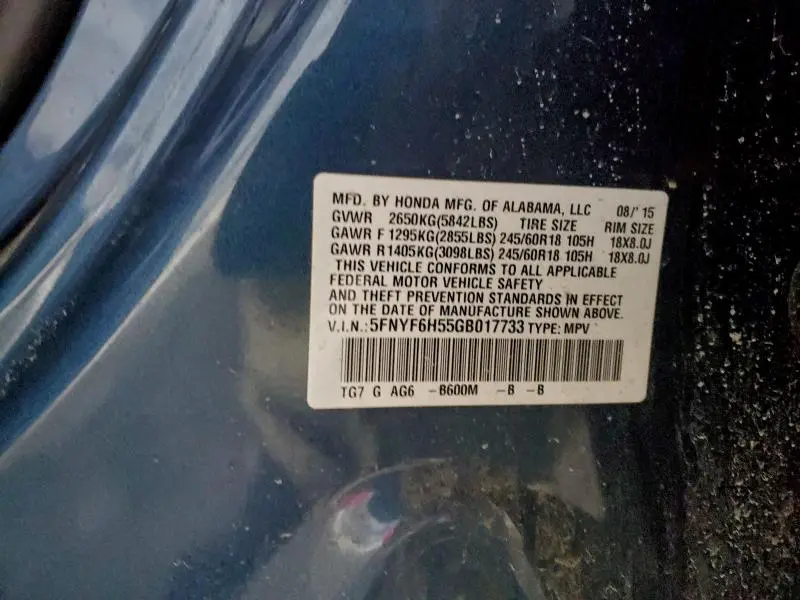 MFD. BY HONDA MFG. OF ALABAMA, LLC 08/'15
GVWR 2650KG(5842LBS) TIRE SIZE RIM SIZE
GAWR F 1295KG(2855LBS) 245/60R18 105H 18X8.0J
GAWR R 1405KG(3098LBS) 245/60R18 105H 18X8.0J
THIS VEHICLE CONFORMS TO ALL APPLICABLE
FEDERAL MOTOR VEHICLE SAFETY
AND THEFT PREVENTION STANDARDS IN EFFECT
ON THE DATE OF MANUFACTURE SHOWN ABOVE.
V.I.N.: 5FNYF6H55GB017733 TYPE: MPV
TG7 G AG6 -B600M -B -B